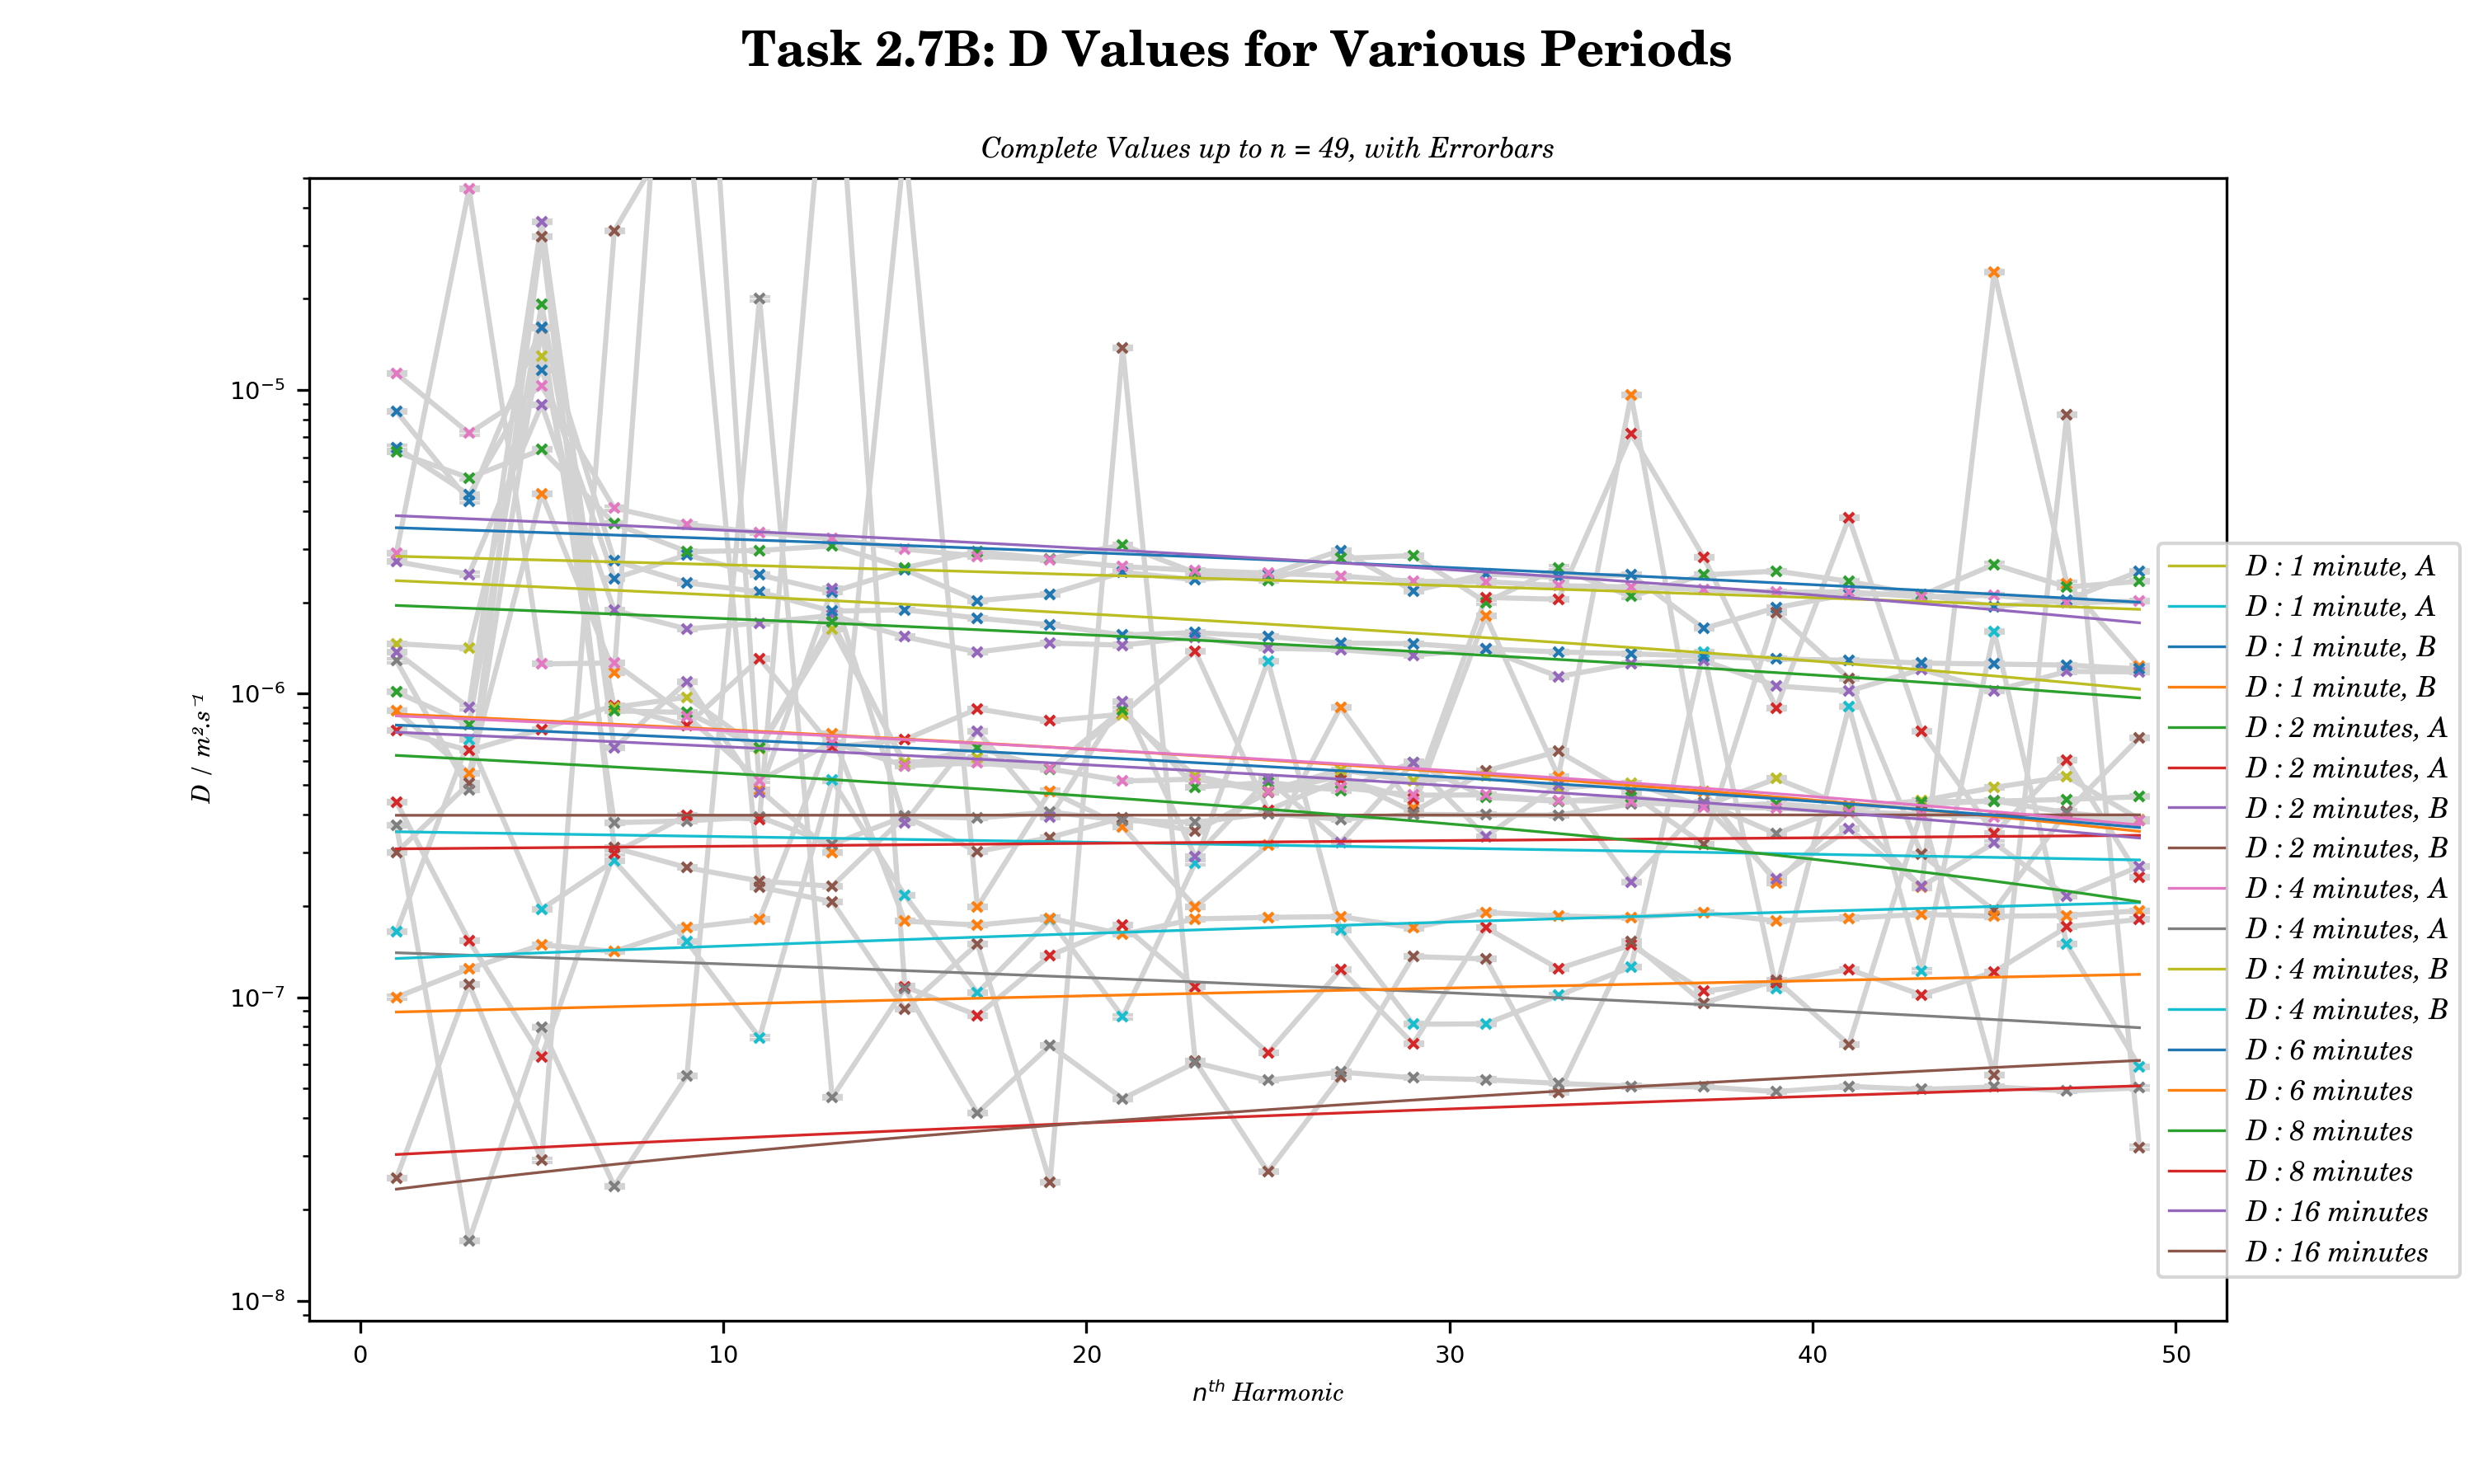 Task 2.7B: D Values for Various Periods
Complete Values up to n = 49, with Errorbars
D / m².s⁻¹
10⁻⁵
10⁻⁶
10⁻⁷
10⁻⁸
0 10 20 30 40 50
nᵗʰ Harmonic
D : 1 minute, A
D : 1 minute, A
D : 1 minute, B
D : 1 minute, B
D : 2 minutes, A
D : 2 minutes, A
D : 2 minutes, B
D : 2 minutes, B
D : 4 minutes, A
D : 4 minutes, A
D : 4 minutes, B
D : 4 minutes, B
D : 6 minutes
D : 6 minutes
D : 8 minutes
D : 8 minutes
D : 16 minutes
D : 16 minutes